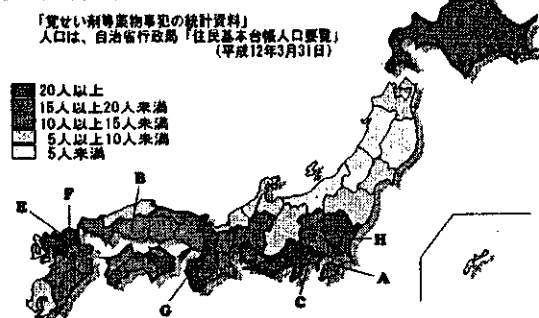 「覚せい剤等薬物事犯の統計資料」
人口は、自治省行政局「住民基本台帳人口要覧」
(平成12年3月31日)
20人以上
15人以上20人未満
10人以上15人未満
5人以上10人未満
5人未満
B
F
E
H
A
C
G